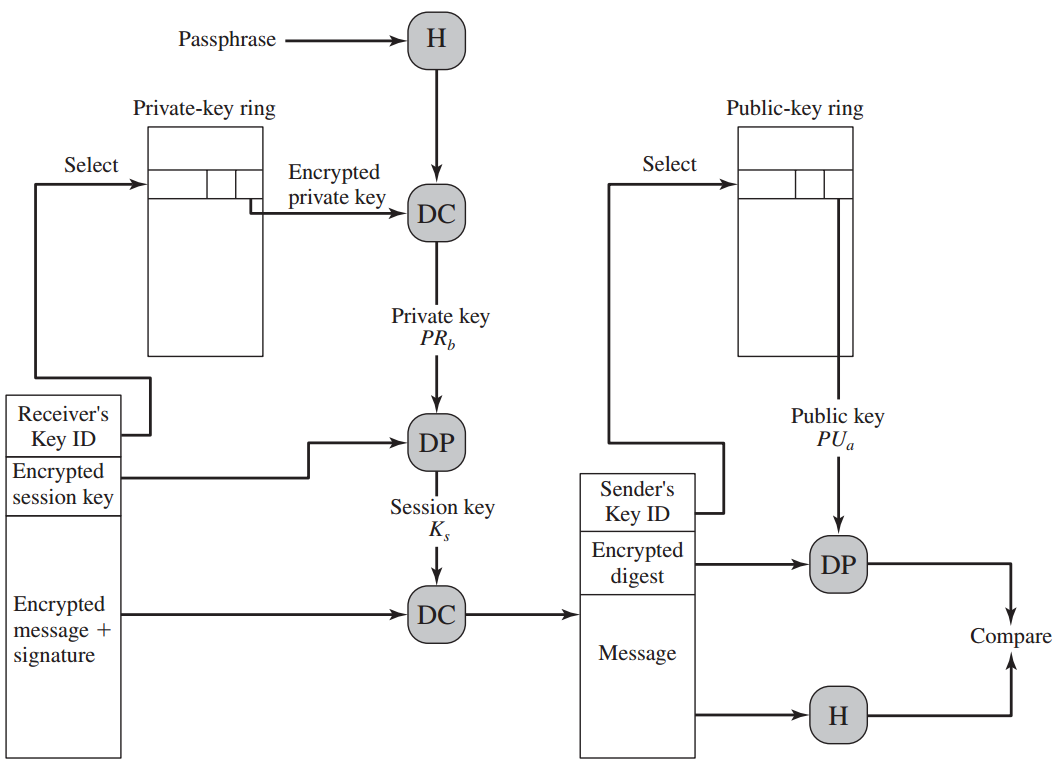 Passphrase
H
Private-key ring
Public-key ring
Select
Encrypted
private key
DC
Select
Private key
PR_b
Receiver's
Key ID
Encrypted
session key
DP
Session key
K_s
Encrypted
message +
signature
DC
Public key
PU_a
Sender's
Key ID
Encrypted
digest
DP
Message
Compare
H